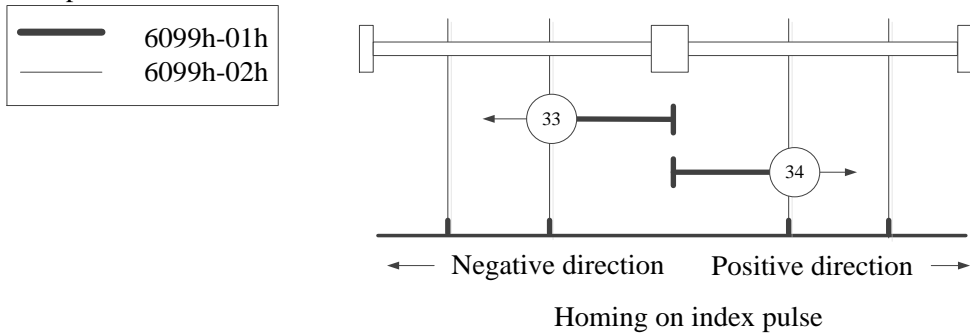 6099h-01h
6099h-02h
33
34
Negative direction
Positive direction
Homing on index pulse